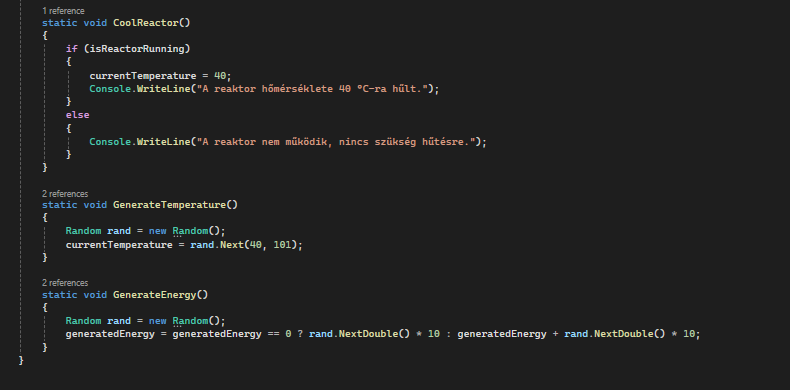 1 reference
static void CoolReactor()
{
if (isReactorRunning)
{
currentTemperature = 40;
Console.WriteLine("A reaktor hőmérséklete 40 °C-ra hűlt.");
}
else
{
Console.WriteLine("A reaktor nem működik, nincs szükség hűtésre.");
}
}
2 references
static void GenerateTemperature()
{
Random rand = new Random();
currentTemperature = rand.Next(40, 101);
}
2 references
static void GenerateEnergy()
{
Random rand = new Random();
generatedEnergy = generatedEnergy == 0 ? rand.NextDouble() * 10 : generatedEnergy + rand.NextDouble() * 10;
}
}